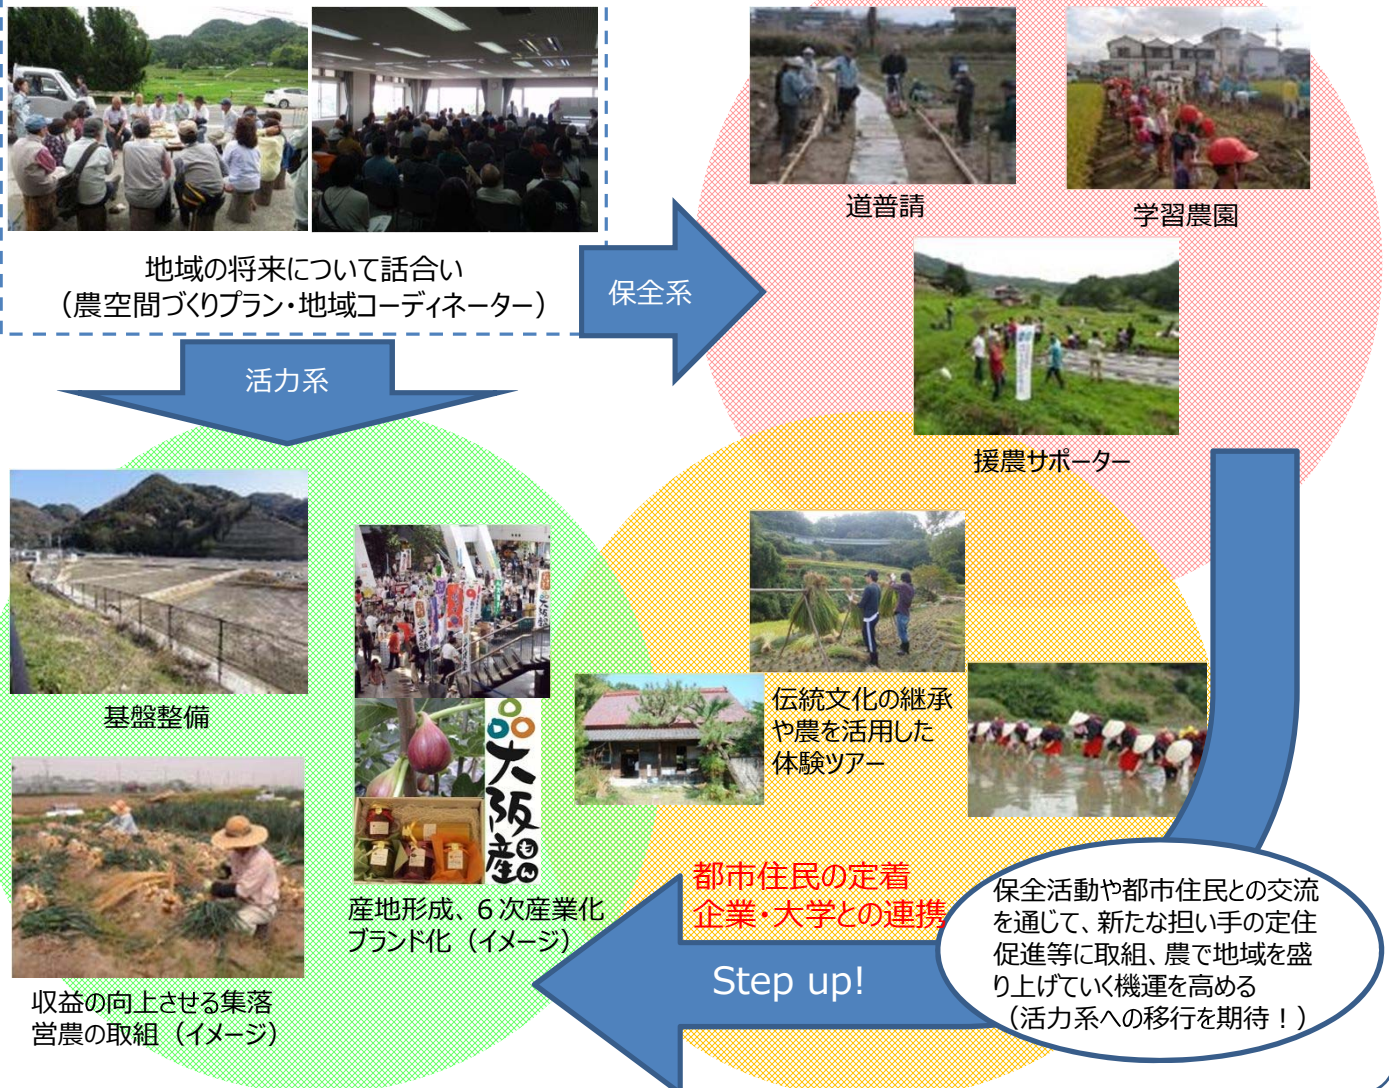 地域の将来について話合い
（農空間づくりプラン・地域コーディネーター）
保全系
活力系
道普請
学習農園
援農サポーター
基盤整備
収益の向上させる集落
営農の取組（イメージ）
大阪産
もん
産地形成、６次産業化
ブランド化（イメージ）
伝統文化の継承
や農を活用した
体験ツアー
都市住民の定着
企業・大学との連携
Step up!
保全活動や都市住民との交流
を通じて、新たな担い手の定住
促進等に取組、農で地域を盛
り上げていく機運を高める
（活力系への移行を期待！）